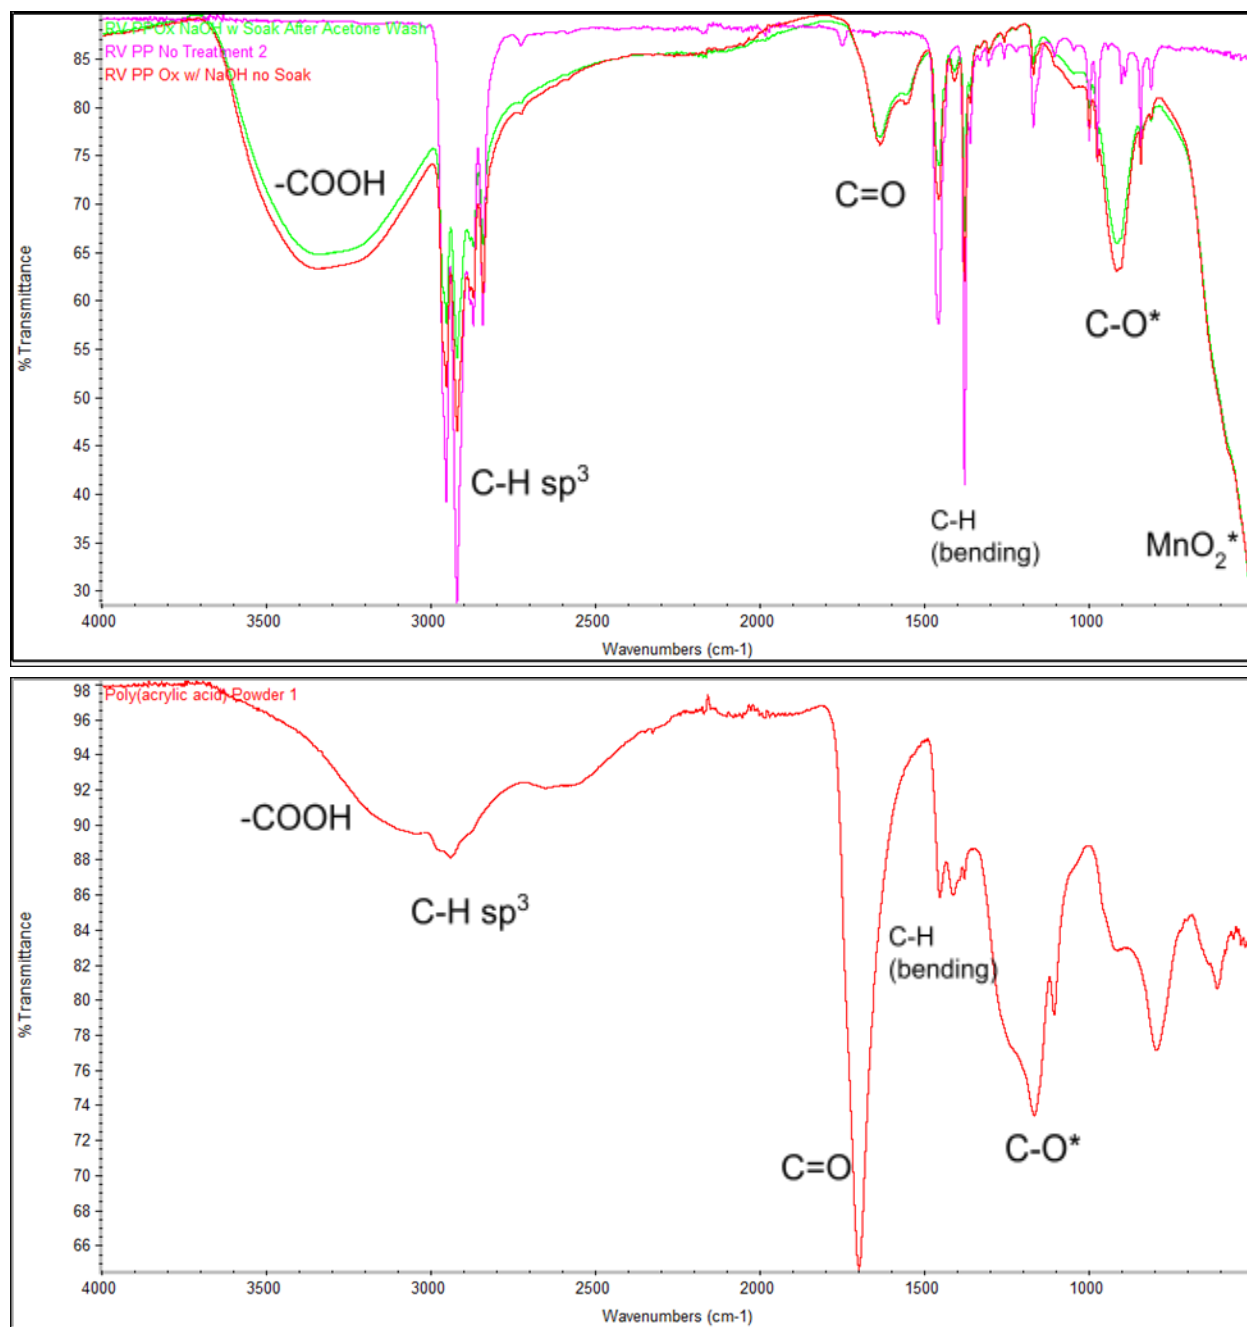 RV PP Ox NaOH w Soak After Acetone Wash
RV PP No Treatment 2
RV PP Ox w/ NaOH no Soak
85
80
75
70
65
60
55
50
45
40
35
30
%Transmittance
-COOH
C=O
C-O*
C-H sp³
C-H
(bending)
MnO₂*
4000 3500 3000 2500 2000 1500 1000
Wavenumbers (cm-1)
Poly(acrylic acid) Powder 1
98
96
94
92
90
88
86
84
82
80
78
76
74
72
70
68
66
%Transmittance
-COOH
C-H sp³
C-H
(bending)
C=O
C-O*
4000 3500 3000 2500 2000 1500 1000
Wavenumbers (cm-1)